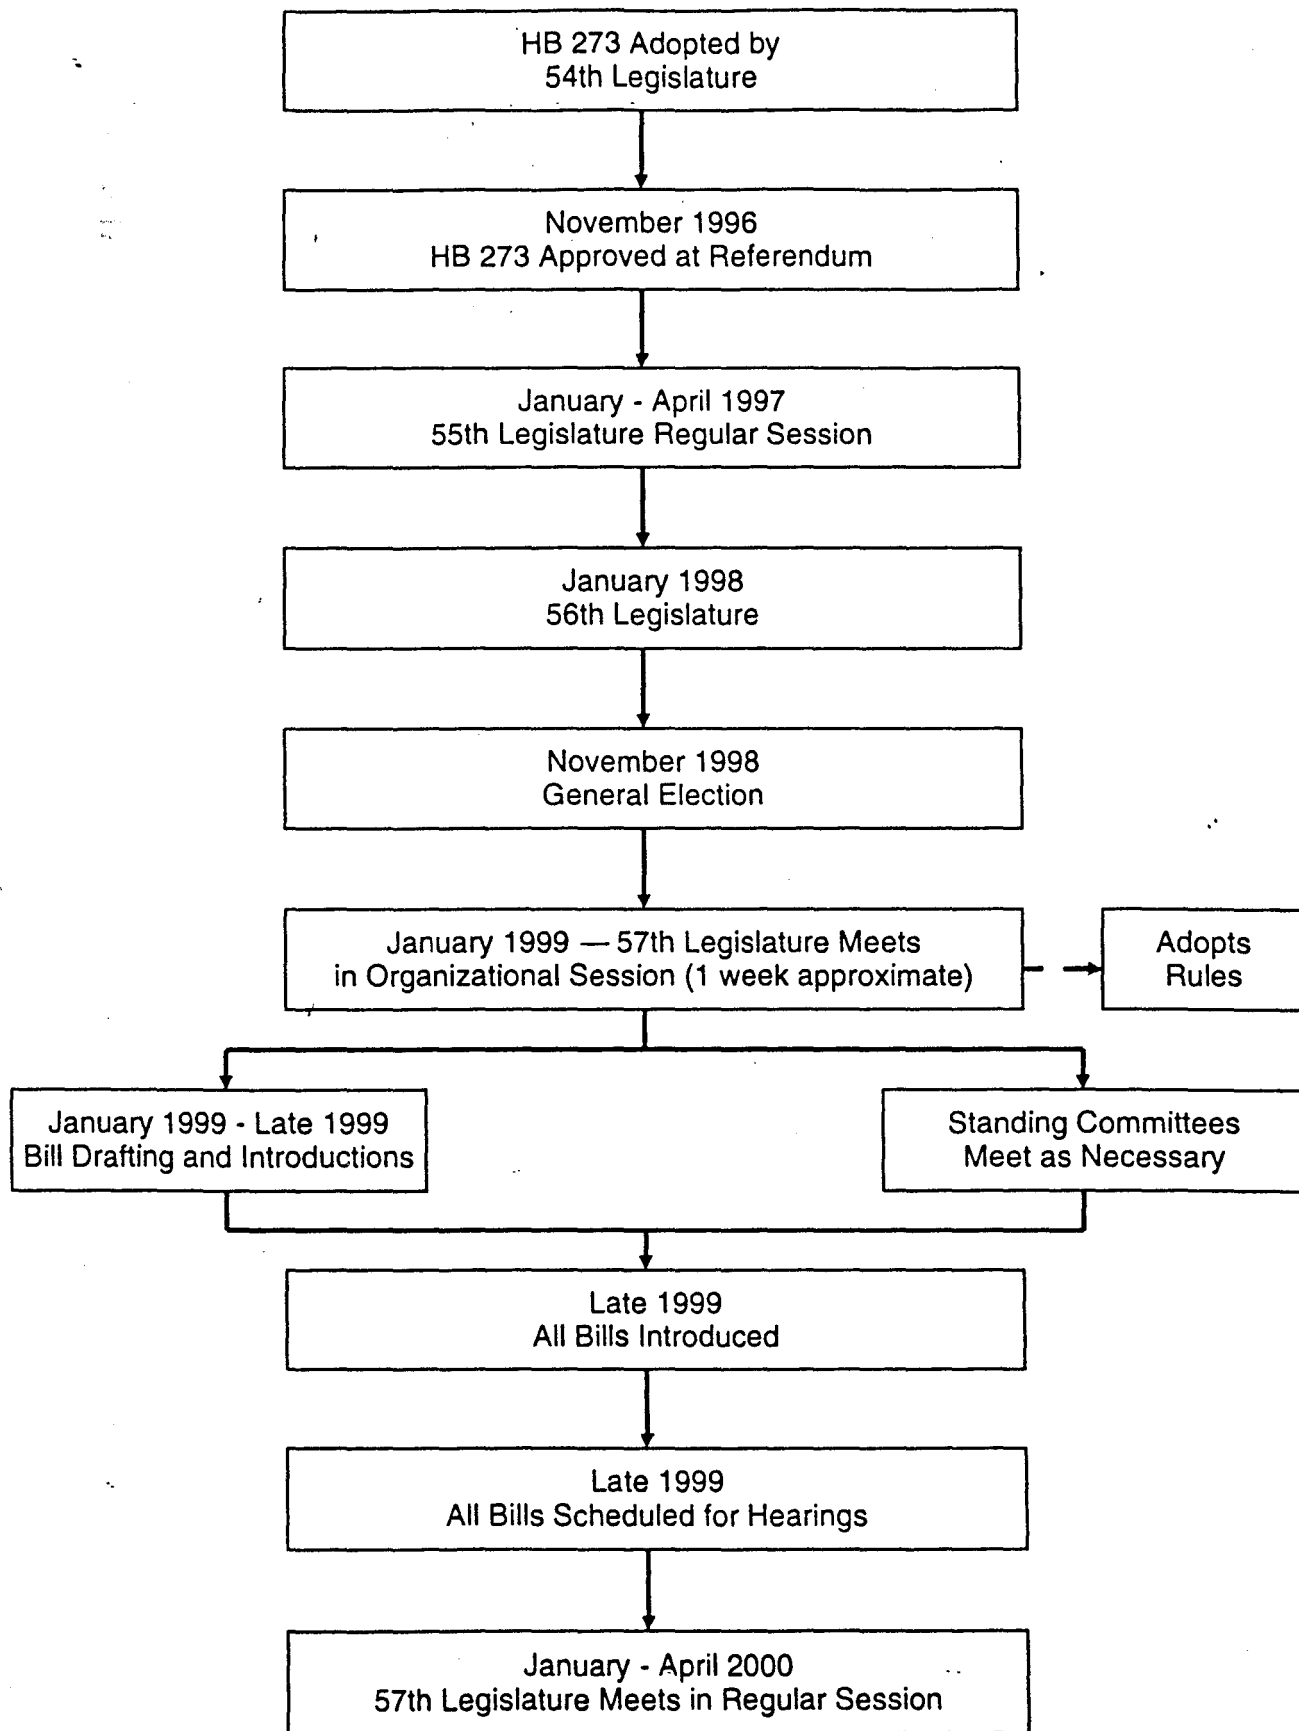 HB 273 Adopted by
54th Legislature
November 1996
HB 273 Approved at Referendum
January - April 1997
55th Legislature Regular Session
January 1998
56th Legislature
November 1998
General Election
January 1999 — 57th Legislature Meets
in Organizational Session (1 week approximate)
Adopts
Rules
January 1999 - Late 1999
Bill Drafting and Introductions
Standing Committees
Meet as Necessary
Late 1999
All Bills Introduced
Late 1999
All Bills Scheduled for Hearings
January - April 2000
57th Legislature Meets in Regular Session